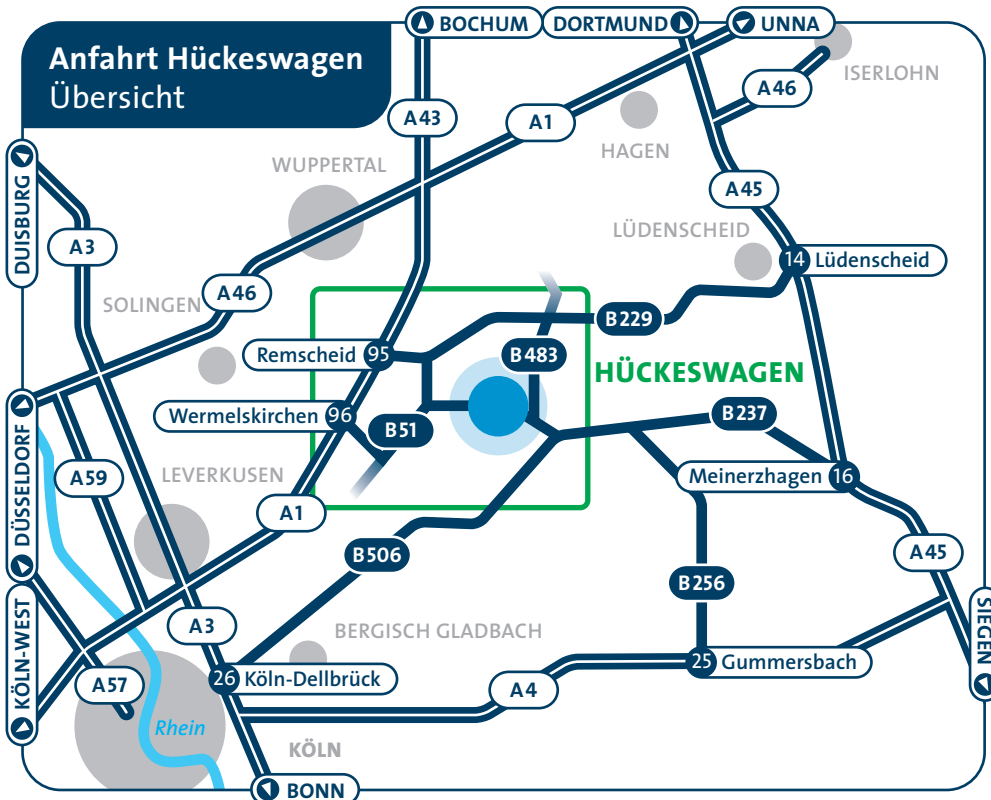 BOCHUM
DORTMUND
UNNA
Anfahrt Hückeswagen
Übersicht
ISERLOHN
A46
A43
A1
HAGEN
WUPPERTAL
DUISBURG
A45
A3
LÜDENSCHEID
14 Lüdenscheid
A46
SOLINGEN
B229
Remscheid 95
B483
HÜCKESWAGEN
Wermelskirchen 96
B51
B237
DÜSSELDORF
A59
LEVERKUSEN
Meinerzhagen 16
A1
B506
A45
B256
KÖLN-WEST
SIEGEN
A3
BERGISCH GLADBACH
25 Gummersbach
26 Köln-Dellbrück
A57
A4
Rhein
KÖLN
BONN